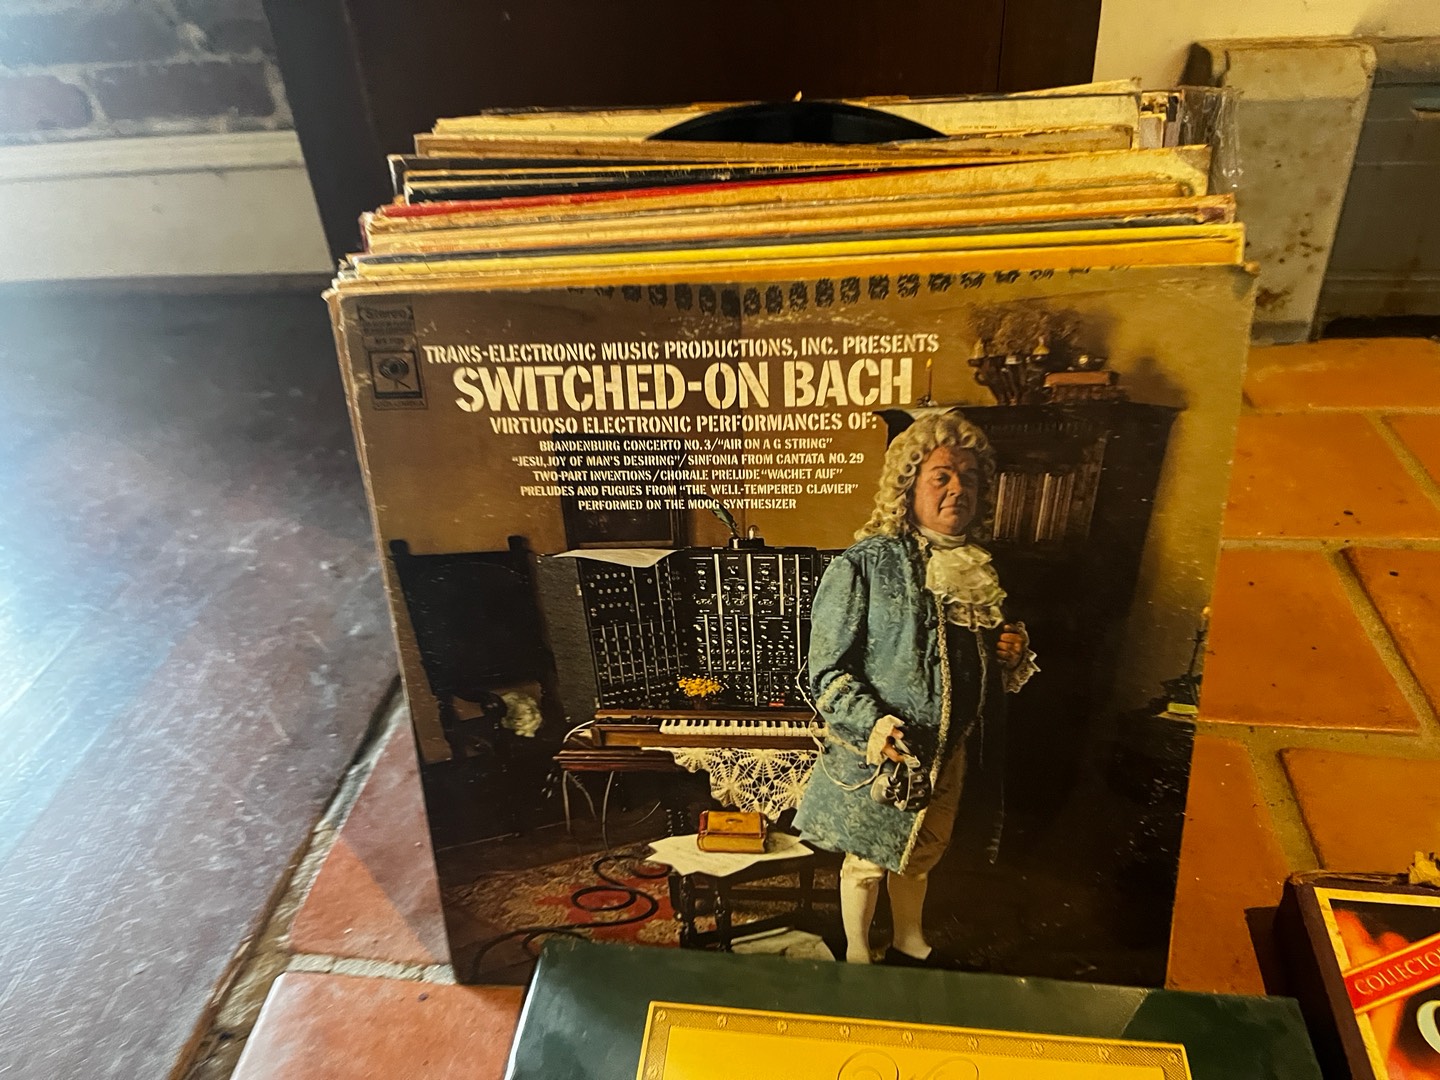 Stereo
TRANS-ELECTRONIC MUSIC PRODUCTIONS, INC. PRESENTS
SWITCHED-ON BACH
VIRTUOSO ELECTRONIC PERFORMANCES OF:
BRANDENBURG CONCERTO NO. 3/"AIR ON A G STRING"
"JESU, JOY OF MAN'S DESIRING"/SINFONIA FROM CANTATA NO. 29
TWO-PART INVENTIONS/CHORALE PRELUDE "WACHET AUF"
PRELUDES AND FUGUES FROM "THE WELL-TEMPERED CLAVIER"
PERFORMED ON THE MOOG SYNTHESIZER
COLLECTO